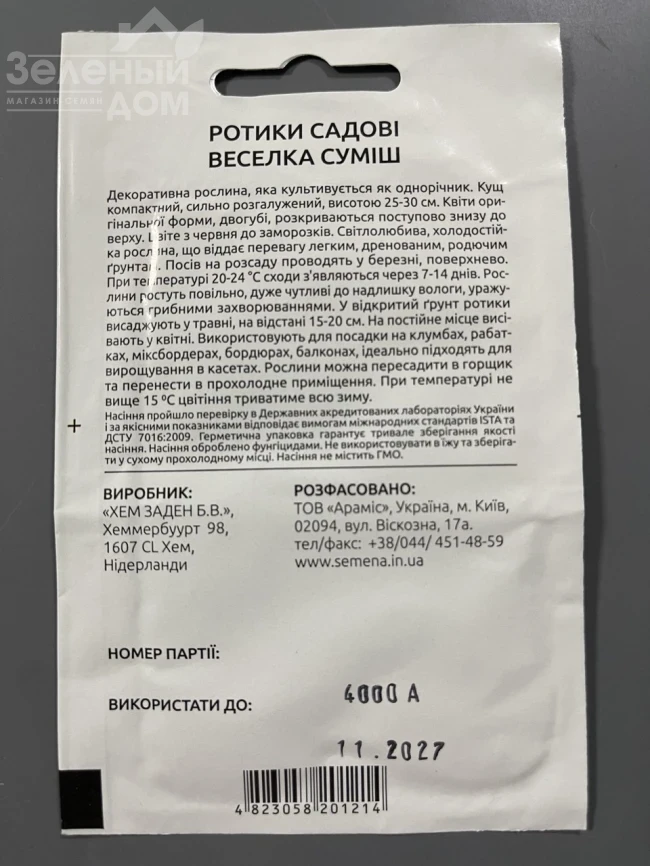 Зеленый
ДОМ
МАГАЗИН СЕМЯН
РОТИКИ САДОВІ
ВЕСЕЛКА СУМІШ
Декоративна рослина, яка культивується як однорічник. Кущ
компактний, сильно розгалужений, висотою 25-30 см. Квіти ори-
гінальної форми, двогубі, розкриваються поступово знизу до
верху. Цвіте з червня до заморозків. Світлолюбива, холодостій-
ка рослина, що віддає перевагу легким, дренованим, родючим
ґрунтам. Посів на розсаду проводять у березні, поверхнево.
При температурі 20-24 °С сходи з'являються через 7-14 днів. Рос-
лини ростуть повільно, дуже чутливі до надлишку вологи, уражу-
ються грибними захворюваннями. У відкритий ґрунт ротики
висаджують у травні, на відстані 15-20 см. На постійне місце висі-
вають у квітні. Використовують для посадки на клумбах, рабат-
ках, міксбордерах, бордюрах, балконах, ідеально підходять для
вирощування в касетах. Рослини можна пересадити в горщик
та перенести в прохолодне приміщення. При температурі не
вище 15 ⁰С цвітіння триватиме всю зиму.
Насіння пройшло перевірку в Державних акредитованих лабораторіях України
і за якісними показниками відповідає вимогам міжнародних стандартів ISTA та
ДСТУ 7016:2009. Герметична упаковка гарантує тривале зберігання якості
насіння. Насіння оброблено фунгіцидами. Не використовувати в їжу та зберіга-
ти у сухому прохолодному місці. Насіння не містить ГМО.
ВИРОБНИК:
«ХЕМ ЗАДЕН Б.В.»,
Хеммербуурт 98,
1607 CL Хем,
Нідерланди
РОЗФАСОВАНО:
ТОВ «Араміс», Україна, м. Київ,
02094, вул. Віскозна, 17а.
тел/факс: +38/044/ 451-48-59
www.semena.in.ua
НОМЕР ПАРТІЇ:
4000 А
ВИКОРИСТАТИ ДО:
11.2027
4 823058 201214